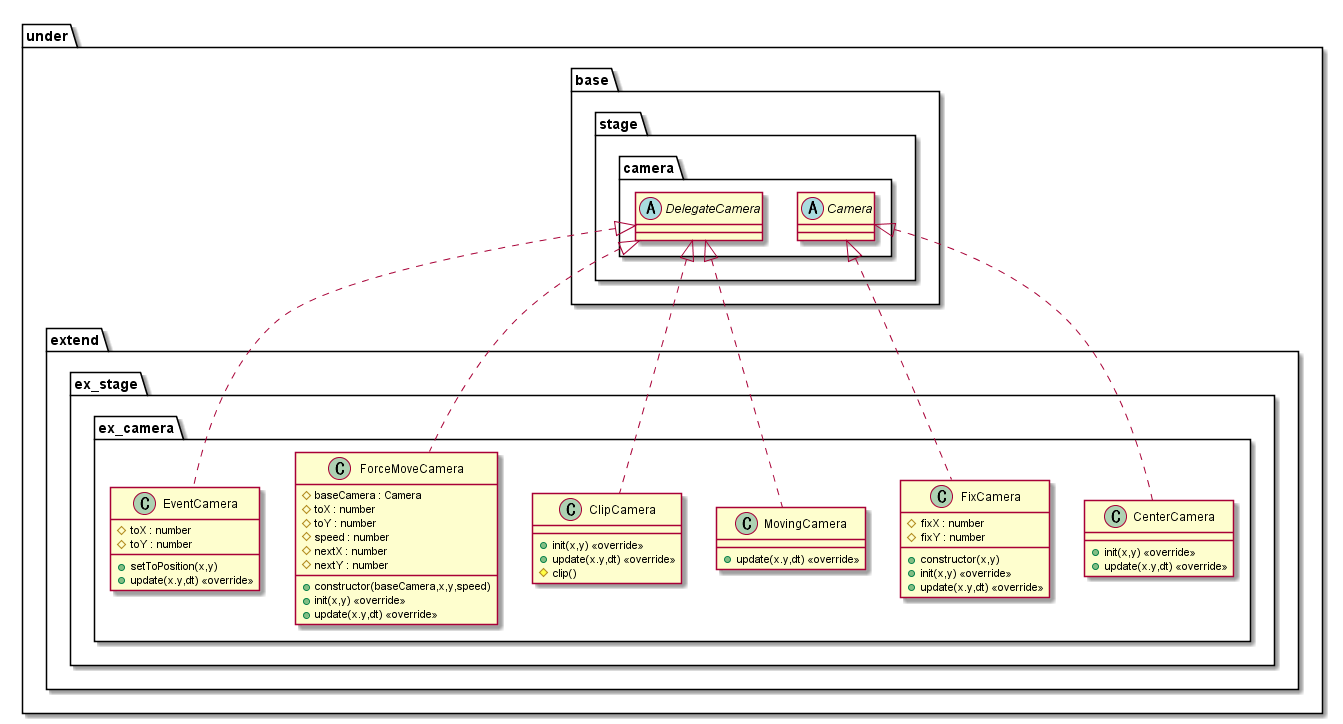 under
base
stage
camera
A DelegateCamera
A Camera
extend
ex_stage
ex_camera
C EventCamera
toX : number
toY : number
setToPosition(x,y)
update(x.y,dt) «override»
C ForceMoveCamera
baseCamera : Camera
toX : number
toY : number
speed : number
nextX : number
nextY : number
constructor(baseCamera,x,y,speed)
init(x,y) «override»
update(x.y,dt) «override»
C ClipCamera
init(x,y) «override»
update(x.y,dt) «override»
clip()
C MovingCamera
update(x.y,dt) «override»
C FixCamera
fixX : number
fixY : number
constructor(x,y)
init(x,y) «override»
update(x.y,dt) «override»
C CenterCamera
init(x,y) «override»
update(x.y,dt) «override»